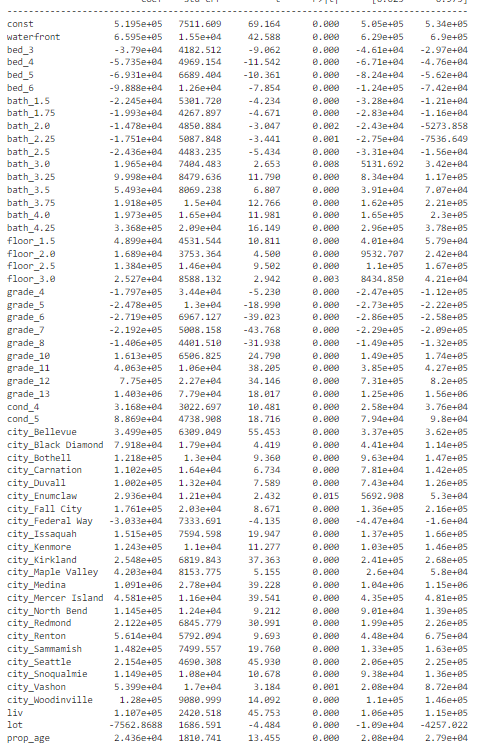 const 5.195e+05 7511.609 69.164 0.000 5.05e+05 5.34e+05
waterfront 6.595e+05 1.55e+04 42.588 0.000 6.29e+05 6.9e+05
bed_3 -3.79e+04 4182.512 -9.062 0.000 -4.61e+04 -2.97e+04
bed_4 -5.735e+04 4969.154 -11.542 0.000 -6.71e+04 -4.76e+04
bed_5 -6.931e+04 6689.404 -10.361 0.000 -8.24e+04 -5.62e+04
bed_6 -9.888e+04 1.26e+04 -7.854 0.000 -1.24e+05 -7.42e+04
bath_1.5 -2.245e+04 5301.720 -4.234 0.000 -3.28e+04 -1.21e+04
bath_1.75 -1.993e+04 4267.897 -4.671 0.000 -2.83e+04 -1.16e+04
bath_2.0 -1.478e+04 4850.884 -3.047 0.002 -2.43e+04 -5273.858
bath_2.25 -1.751e+04 5087.848 -3.441 0.001 -2.75e+04 -7536.649
bath_2.5 -2.436e+04 4483.235 -5.434 0.000 -3.31e+04 -1.56e+04
bath_3.0 1.965e+04 7404.483 2.653 0.008 5131.692 3.42e+04
bath_3.25 9.998e+04 8479.636 11.790 0.000 8.34e+04 1.17e+05
bath_3.5 5.493e+04 8069.238 6.807 0.000 3.91e+04 7.07e+04
bath_3.75 1.918e+05 1.5e+04 12.766 0.000 1.62e+05 2.21e+05
bath_4.0 1.973e+05 1.65e+04 11.981 0.000 1.65e+05 2.3e+05
bath_4.25 3.368e+05 2.09e+04 16.149 0.000 2.96e+05 3.78e+05
floor_1.5 4.899e+04 4531.544 10.811 0.000 4.01e+04 5.79e+04
floor_2.0 1.689e+04 3753.364 4.500 0.000 9532.707 2.42e+04
floor_2.5 1.384e+05 1.46e+04 9.502 0.000 1.1e+05 1.67e+05
floor_3.0 2.527e+04 8588.132 2.942 0.003 8434.850 4.21e+04
grade_4 -1.797e+05 3.44e+04 -5.230 0.000 -2.47e+05 -1.12e+05
grade_5 -2.478e+05 1.3e+04 -18.990 0.000 -2.73e+05 -2.22e+05
grade_6 -2.719e+05 6967.127 -39.023 0.000 -2.86e+05 -2.58e+05
grade_7 -2.192e+05 5008.158 -43.768 0.000 -2.29e+05 -2.09e+05
grade_8 -1.406e+05 4401.510 -31.938 0.000 -1.49e+05 -1.32e+05
grade_10 1.613e+05 6506.825 24.790 0.000 1.49e+05 1.74e+05
grade_11 4.063e+05 1.06e+04 38.205 0.000 3.85e+05 4.27e+05
grade_12 7.75e+05 2.27e+04 34.146 0.000 7.31e+05 8.2e+05
grade_13 1.403e+06 7.79e+04 18.017 0.000 1.25e+06 1.56e+06
cond_4 3.168e+04 3022.697 10.481 0.000 2.58e+04 3.76e+04
cond_5 8.869e+04 4738.908 18.716 0.000 7.94e+04 9.8e+04
city_Bellevue 3.499e+05 6309.049 55.453 0.000 3.37e+05 3.62e+05
city_Black Diamond 7.918e+04 1.79e+04 4.419 0.000 4.41e+04 1.14e+05
city_Bothell 1.218e+05 1.3e+04 9.360 0.000 9.63e+04 1.47e+05
city_Carnation 1.102e+05 1.64e+04 6.734 0.000 7.81e+04 1.42e+05
city_Duvall 1.002e+05 1.32e+04 7.589 0.000 7.43e+04 1.26e+05
city_Enumclaw 2.936e+04 1.21e+04 2.432 0.015 5692.908 5.3e+04
city_Fall City 1.761e+05 2.03e+04 8.671 0.000 1.36e+05 2.16e+05
city_Federal Way -3.033e+04 7333.691 -4.135 0.000 -4.47e+04 -1.6e+04
city_Issaquah 1.515e+05 7594.598 19.947 0.000 1.37e+05 1.66e+05
city_Kenmore 1.243e+05 1.1e+04 11.277 0.000 1.03e+05 1.46e+05
city_Kirkland 2.548e+05 6819.843 37.363 0.000 2.41e+05 2.68e+05
city_Maple Valley 4.203e+04 8153.775 5.155 0.000 2.6e+04 5.8e+04
city_Medina 1.091e+06 2.78e+04 39.228 0.000 1.04e+06 1.15e+06
city_Mercer Island 4.581e+05 1.16e+04 39.541 0.000 4.35e+05 4.81e+05
city_North Bend 1.145e+05 1.24e+04 9.212 0.000 9.01e+04 1.39e+05
city_Redmond 2.122e+05 6845.779 30.991 0.000 1.99e+05 2.26e+05
city_Renton 5.614e+04 5792.094 9.693 0.000 4.48e+04 6.75e+04
city_Sammamish 1.482e+05 7499.557 19.760 0.000 1.33e+05 1.63e+05
city_Seattle 2.154e+05 4690.308 45.930 0.000 2.06e+05 2.25e+05
city_Snoqualmie 1.149e+05 1.08e+04 10.678 0.000 9.38e+04 1.36e+05
city_Vashon 5.399e+04 1.7e+04 3.184 0.001 2.08e+04 8.72e+04
city_Woodinville 1.28e+05 9080.999 14.092 0.000 1.1e+05 1.46e+05
liv 1.107e+05 2420.518 45.753 0.000 1.06e+05 1.15e+05
lot -7562.8688 1686.591 -4.484 0.000 -1.09e+04 -4257.022
prop_age 2.436e+04 1810.741 13.455 0.000 2.08e+04 2.79e+04